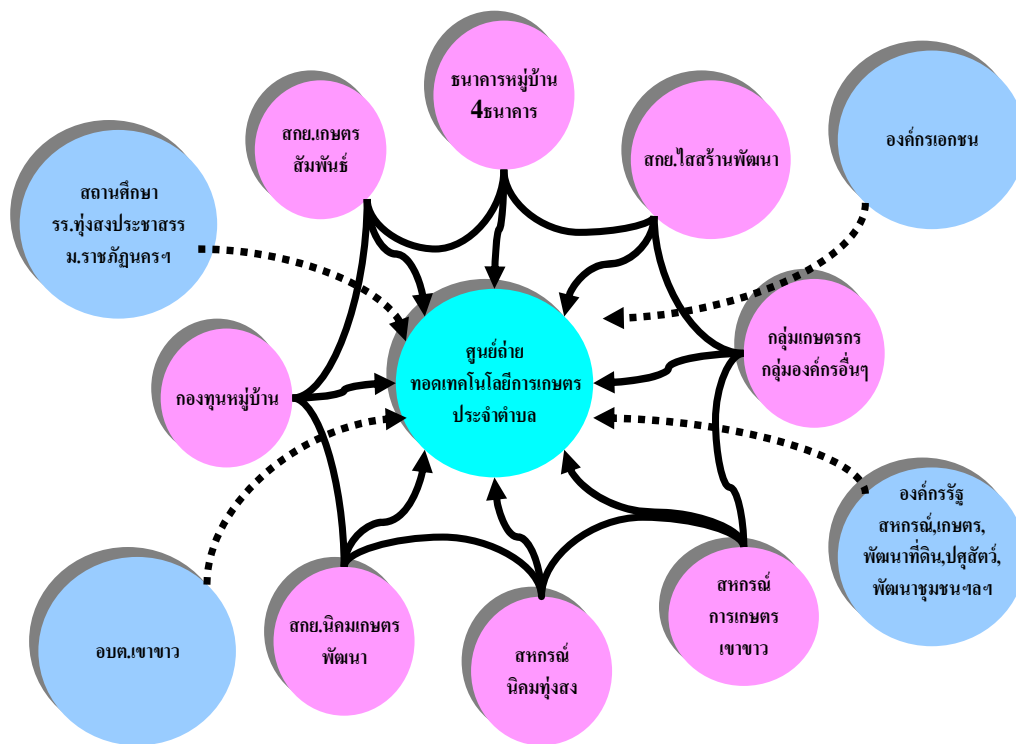 ธนาคารหมู่บ้าน
4ธนาคาร
องค์กรเอกชน
สกย.เกษตร
สัมพันธ์
สกย.ไสสร้านพัฒนา
สถานศึกษา
รร.ทุ่งสงประชาสรร
ม.ราชภัฏนครฯ
ศูนย์ถ่าย
ทอดเทคโนโลยีการเกษตร
ประจำตำบล
กลุ่มเกษตรกร
กลุ่มองค์กรอื่นๆ
กองทุนหมู่บ้าน
องค์กรรัฐ
สหกรณ์,เกษตร,
พัฒนาที่ดิน,ปศุสัตว์,
พัฒนาชุมชนฯลฯ
อบต.เขาขาว
สกย.นิคมเกษตร
พัฒนา
สหกรณ์
นิคมทุ่งสง
สหกรณ์
การเกษตร
เขาขาว